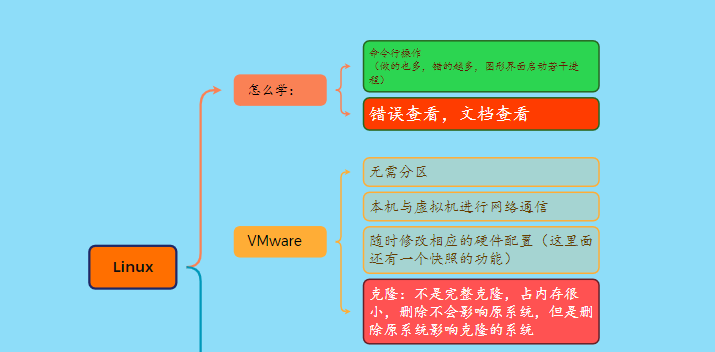 命令行操作
（做的越多，错的越多，图形界面启动若干进
程）
怎么学：
错误查看，文档查看
无需分区
本机与虚拟机进行网络通信
VMware
随时修改相应的硬件配置（这里面
还有一个快照的功能）
Linux
克隆：不是完整克隆，占内存很
小，删除不会影响原系统，但是删
除原系统影响克隆的系统